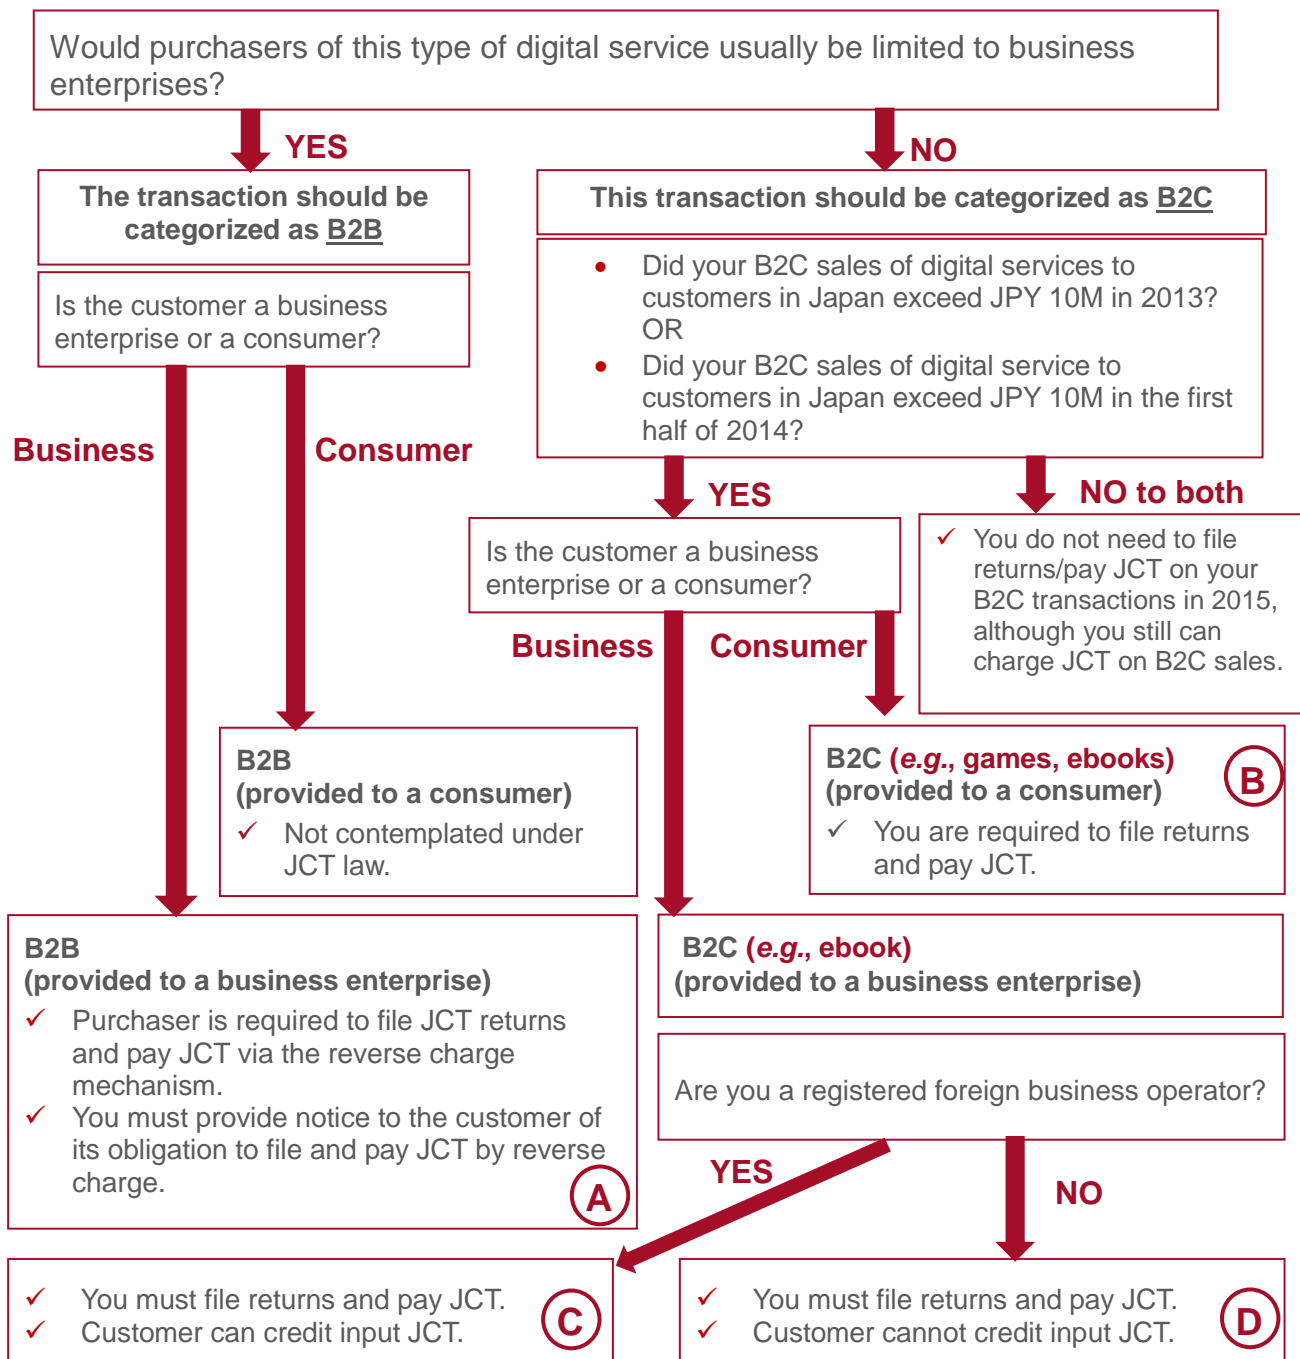 Would purchasers of this type of digital service usually be limited to business
enterprises?
YES
NO
The transaction should be
categorized as B2B
This transaction should be categorized as B2C
Is the customer a business
enterprise or a consumer?
• Did your B2C sales of digital services to
customers in Japan exceed JPY 10M in 2013?
OR
• Did your B2C sales of digital service to
customers in Japan exceed JPY 10M in the first
half of 2014?
Business
Consumer
YES
NO to both
Is the customer a business
enterprise or a consumer?
✓ You do not need to file
returns/pay JCT on your
B2C transactions in 2015,
although you still can
charge JCT on B2C sales.
Business
Consumer
B2B
(provided to a consumer)
✓ Not contemplated under
JCT law.
B2C (e.g., games, ebooks)
(provided to a consumer)
✓ You are required to file returns
and pay JCT.
B
B2B
(provided to a business enterprise)
✓ Purchaser is required to file JCT returns
and pay JCT via the reverse charge
mechanism.
✓ You must provide notice to the customer of
its obligation to file and pay JCT by reverse
charge.
A
B2C (e.g., ebook)
(provided to a business enterprise)
Are you a registered foreign business operator?
YES
NO
✓ You must file returns and pay JCT.
✓ Customer can credit input JCT.
C
✓ You must file returns and pay JCT.
✓ Customer cannot credit input JCT.
D